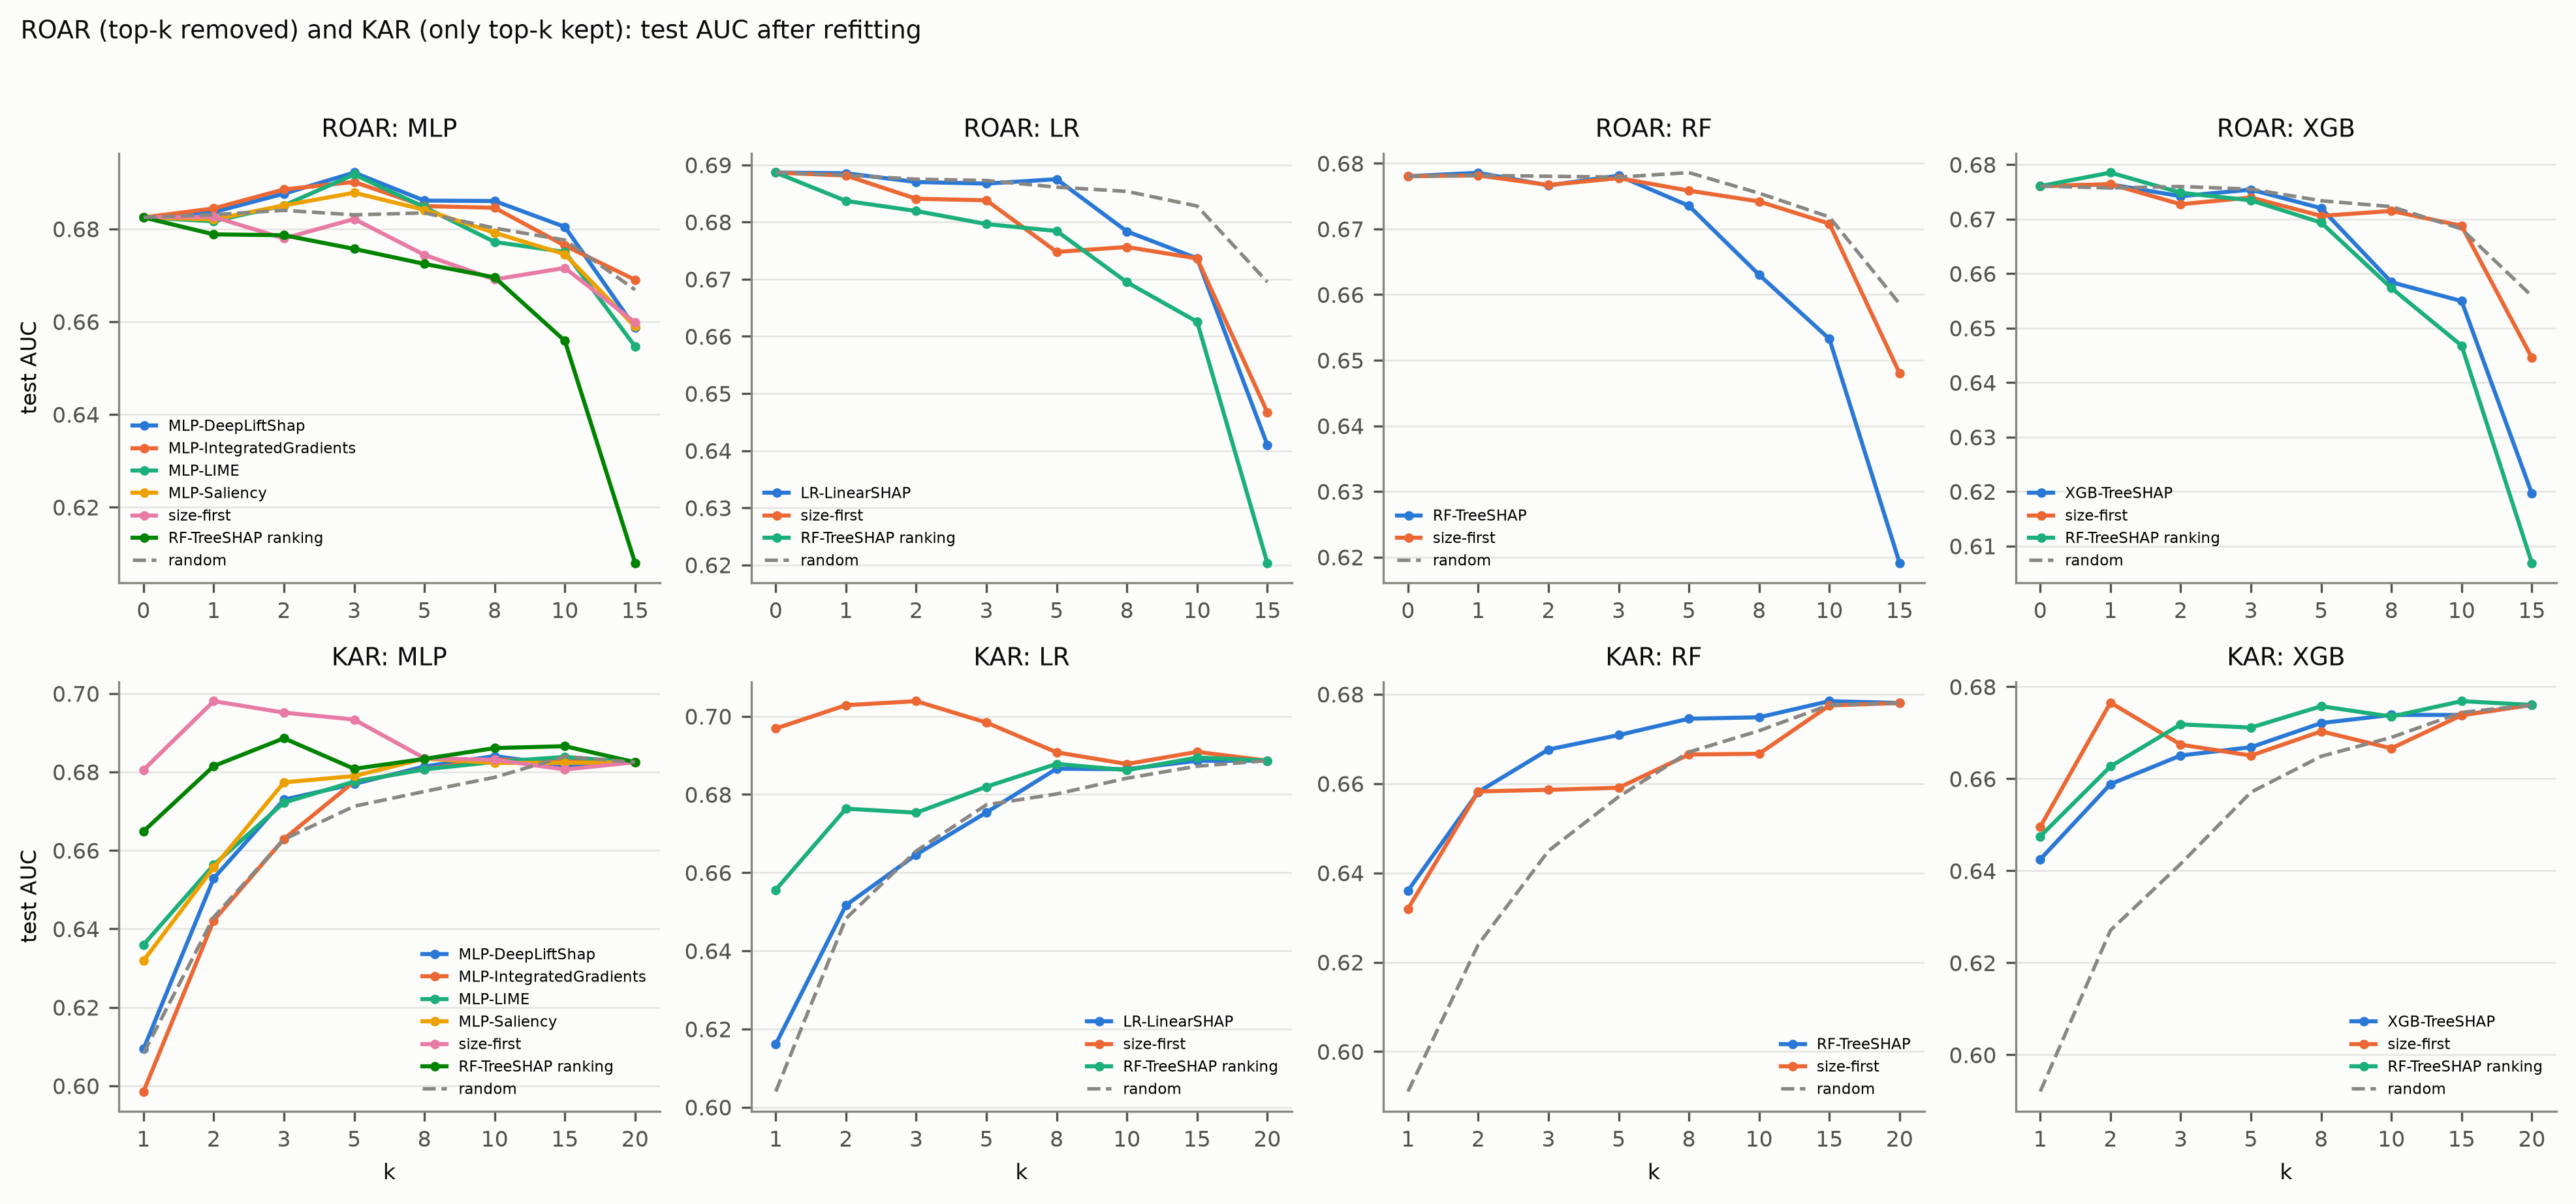 ROAR (top-k removed) and KAR (only top-k kept): test AUC after refitting
ROAR: MLP
test AUC
0.68
0.66
0.64
0.62
MLP-DeepLiftShap
MLP-IntegratedGradients
MLP-LIME
MLP-Saliency
size-first
RF-TreeSHAP ranking
random
0 1 2 3 5 8 10 15
ROAR: LR
0.69
0.68
0.67
0.66
0.65
0.64
0.63
0.62
LR-LinearSHAP
size-first
RF-TreeSHAP ranking
random
0 1 2 3 5 8 10 15
ROAR: RF
0.68
0.67
0.66
0.65
0.64
0.63
0.62
RF-TreeSHAP
size-first
random
0 1 2 3 5 8 10 15
ROAR: XGB
0.68
0.67
0.66
0.65
0.64
0.63
0.62
0.61
XGB-TreeSHAP
size-first
RF-TreeSHAP ranking
random
0 1 2 3 5 8 10 15
KAR: MLP
test AUC
0.70
0.68
0.66
0.64
0.62
0.60
MLP-DeepLiftShap
MLP-IntegratedGradients
MLP-LIME
MLP-Saliency
size-first
RF-TreeSHAP ranking
random
1 2 3 5 8 10 15 20
k
KAR: LR
0.70
0.68
0.66
0.64
0.62
0.60
LR-LinearSHAP
size-first
RF-TreeSHAP ranking
random
1 2 3 5 8 10 15 20
k
KAR: RF
0.68
0.66
0.64
0.62
0.60
RF-TreeSHAP
size-first
random
1 2 3 5 8 10 15 20
k
KAR: XGB
0.68
0.66
0.64
0.62
0.60
XGB-TreeSHAP
size-first
RF-TreeSHAP ranking
random
1 2 3 5 8 10 15 20
k